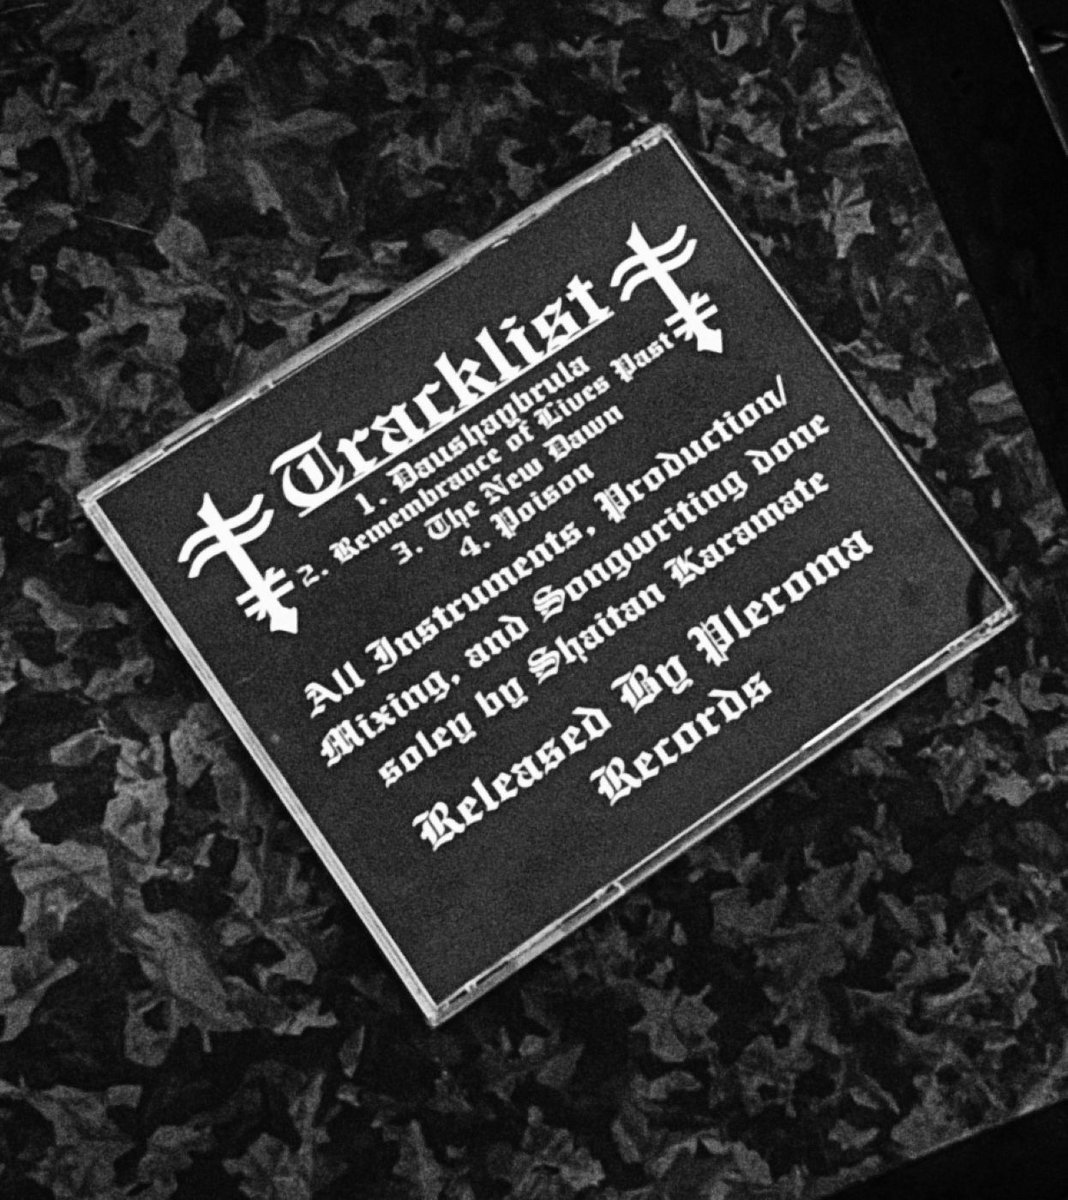 Tracklist
1. Daushaybrula
2. Remembrance of Lives Past
3. The New Dawn
4. Poison
All Instruments, Production/
Mixing, and Songwriting done
soley by Shaitan Karamate
Released By Pleroma
Records